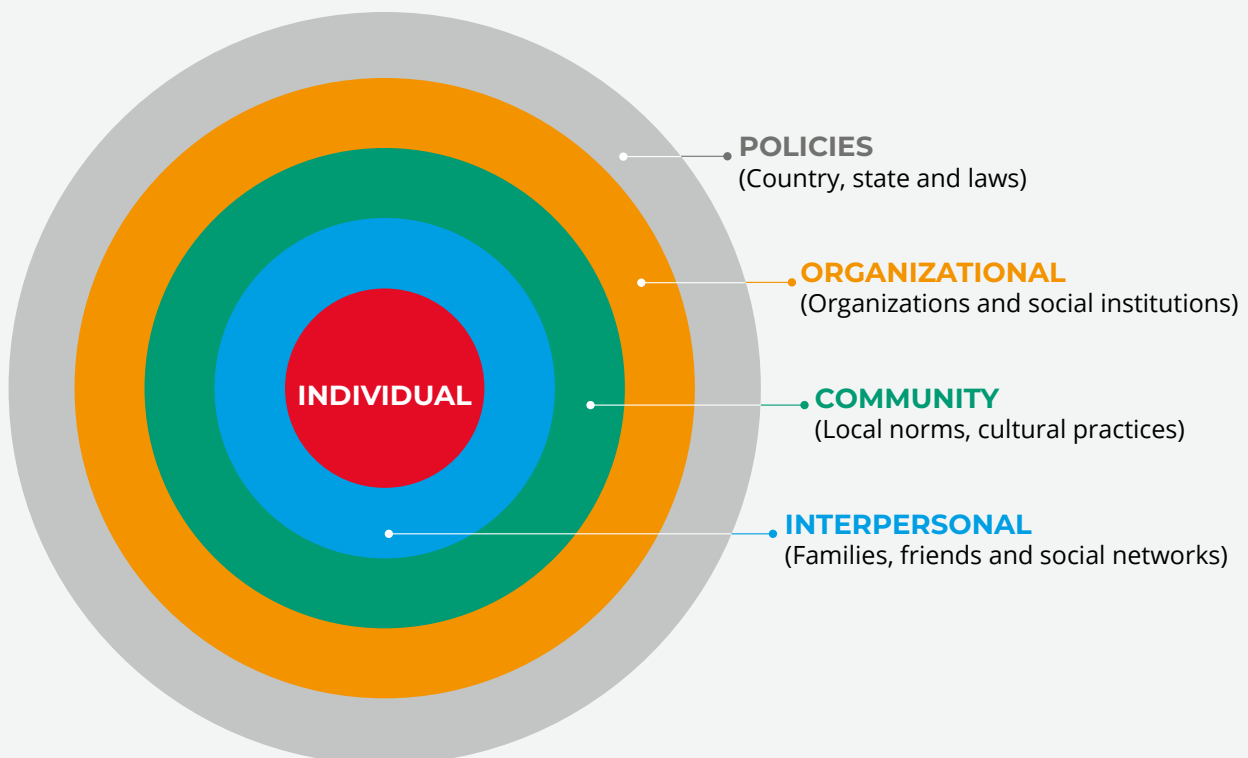 POLICIES
(Country, state and laws)
ORGANIZATIONAL
(Organizations and social institutions)
INDIVIDUAL
COMMUNITY
(Local norms, cultural practices)
INTERPERSONAL
(Families, friends and social networks)